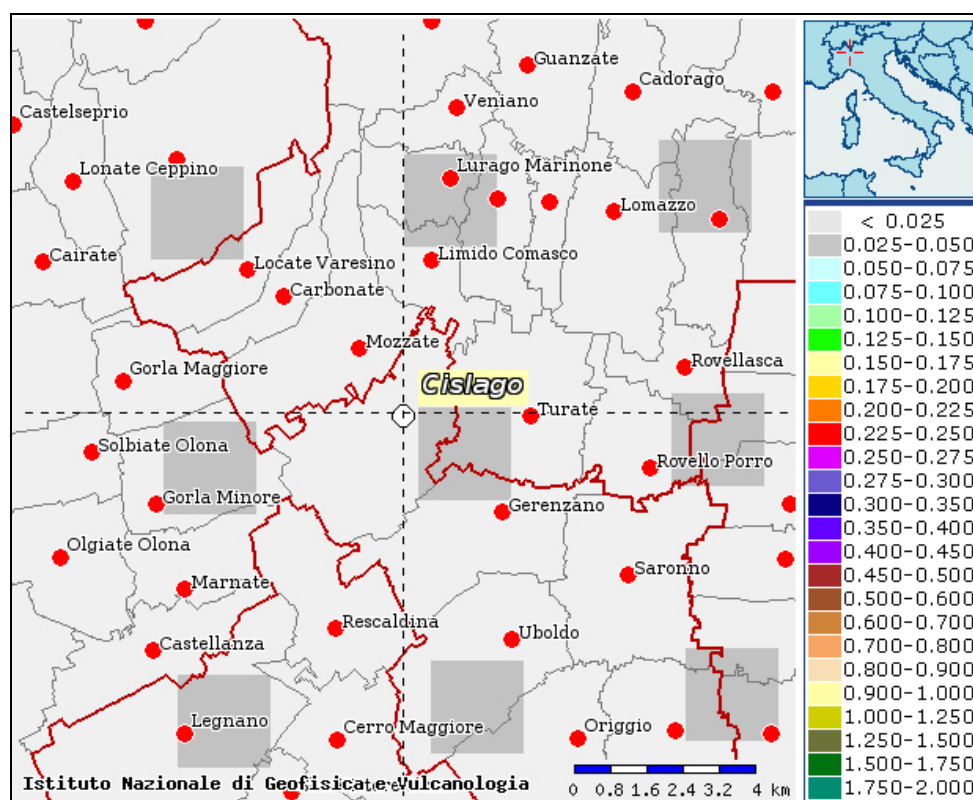 Guanzate
Cadorago
Veniano
Castelseprio
Lonate Ceppino
Lurago Marinone
Lomazzo
Cairate
Locate Varesino
Limido Comasco
Carbonate
Mozzate
Gorla Maggiore
Rovellasca
Cislago
Turate
Solbiate Olona
Rovello Porro
Gorla Minore
Gerenzano
Olgiate Olona
Saronno
Marnate
Rescaldina
Uboldo
Castellanza
Legnano
Cerro Maggiore
Origgio
Istituto Nazionale di Geofisica e Vulcanologia
0 0.8 1.6 2.4 3.2 4 km
< 0.025
0.025-0.050
0.050-0.075
0.075-0.100
0.100-0.125
0.125-0.150
0.150-0.175
0.175-0.200
0.200-0.225
0.225-0.250
0.250-0.275
0.275-0.300
0.300-0.350
0.350-0.400
0.400-0.450
0.450-0.500
0.500-0.600
0.600-0.700
0.700-0.800
0.800-0.900
0.900-1.000
1.000-1.250
1.250-1.500
1.500-1.750
1.750-2.000